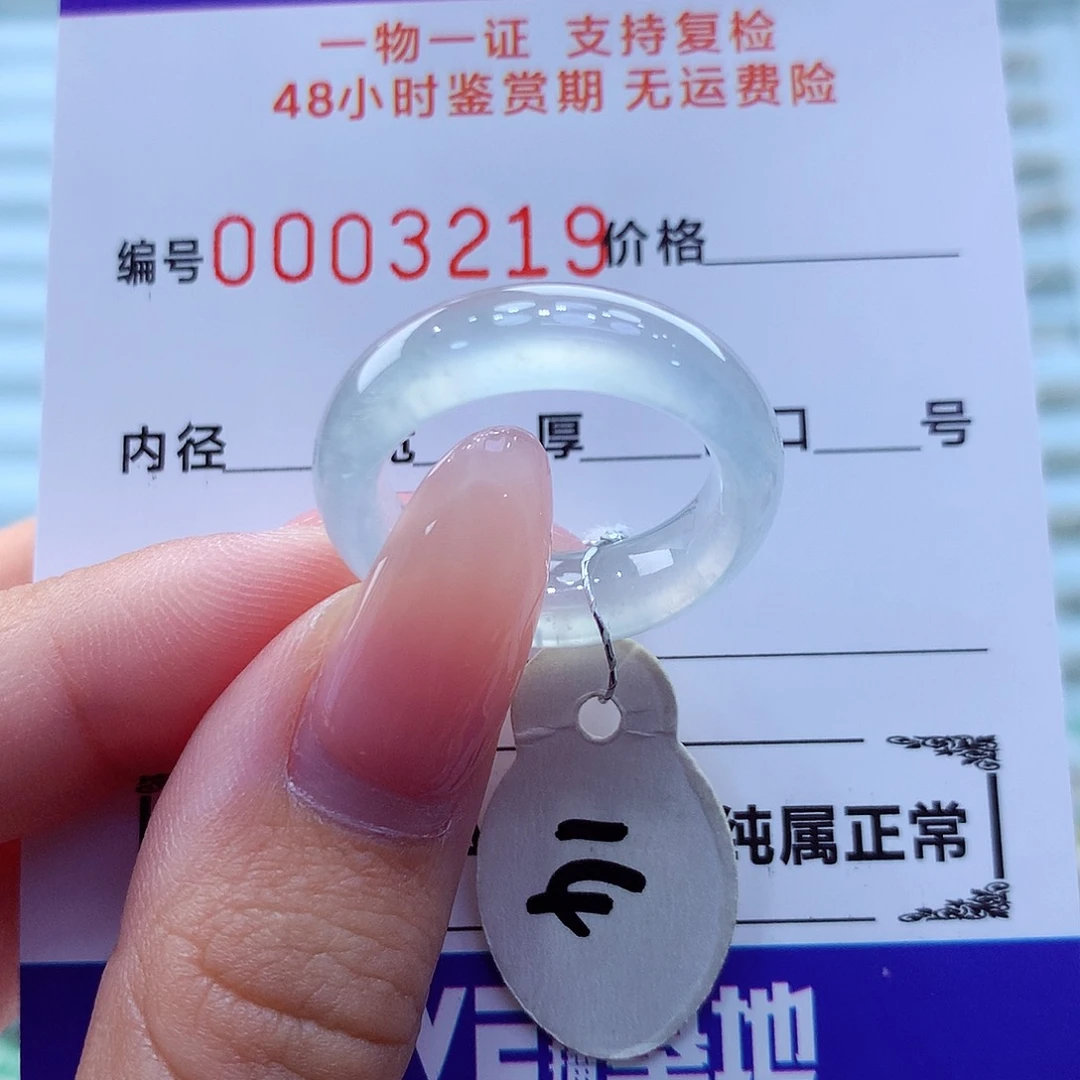 一物一证 支持复检
48小时鉴赏期 无运费险
编号0003219价格
内径 厚 口 号
纯属正常
基地